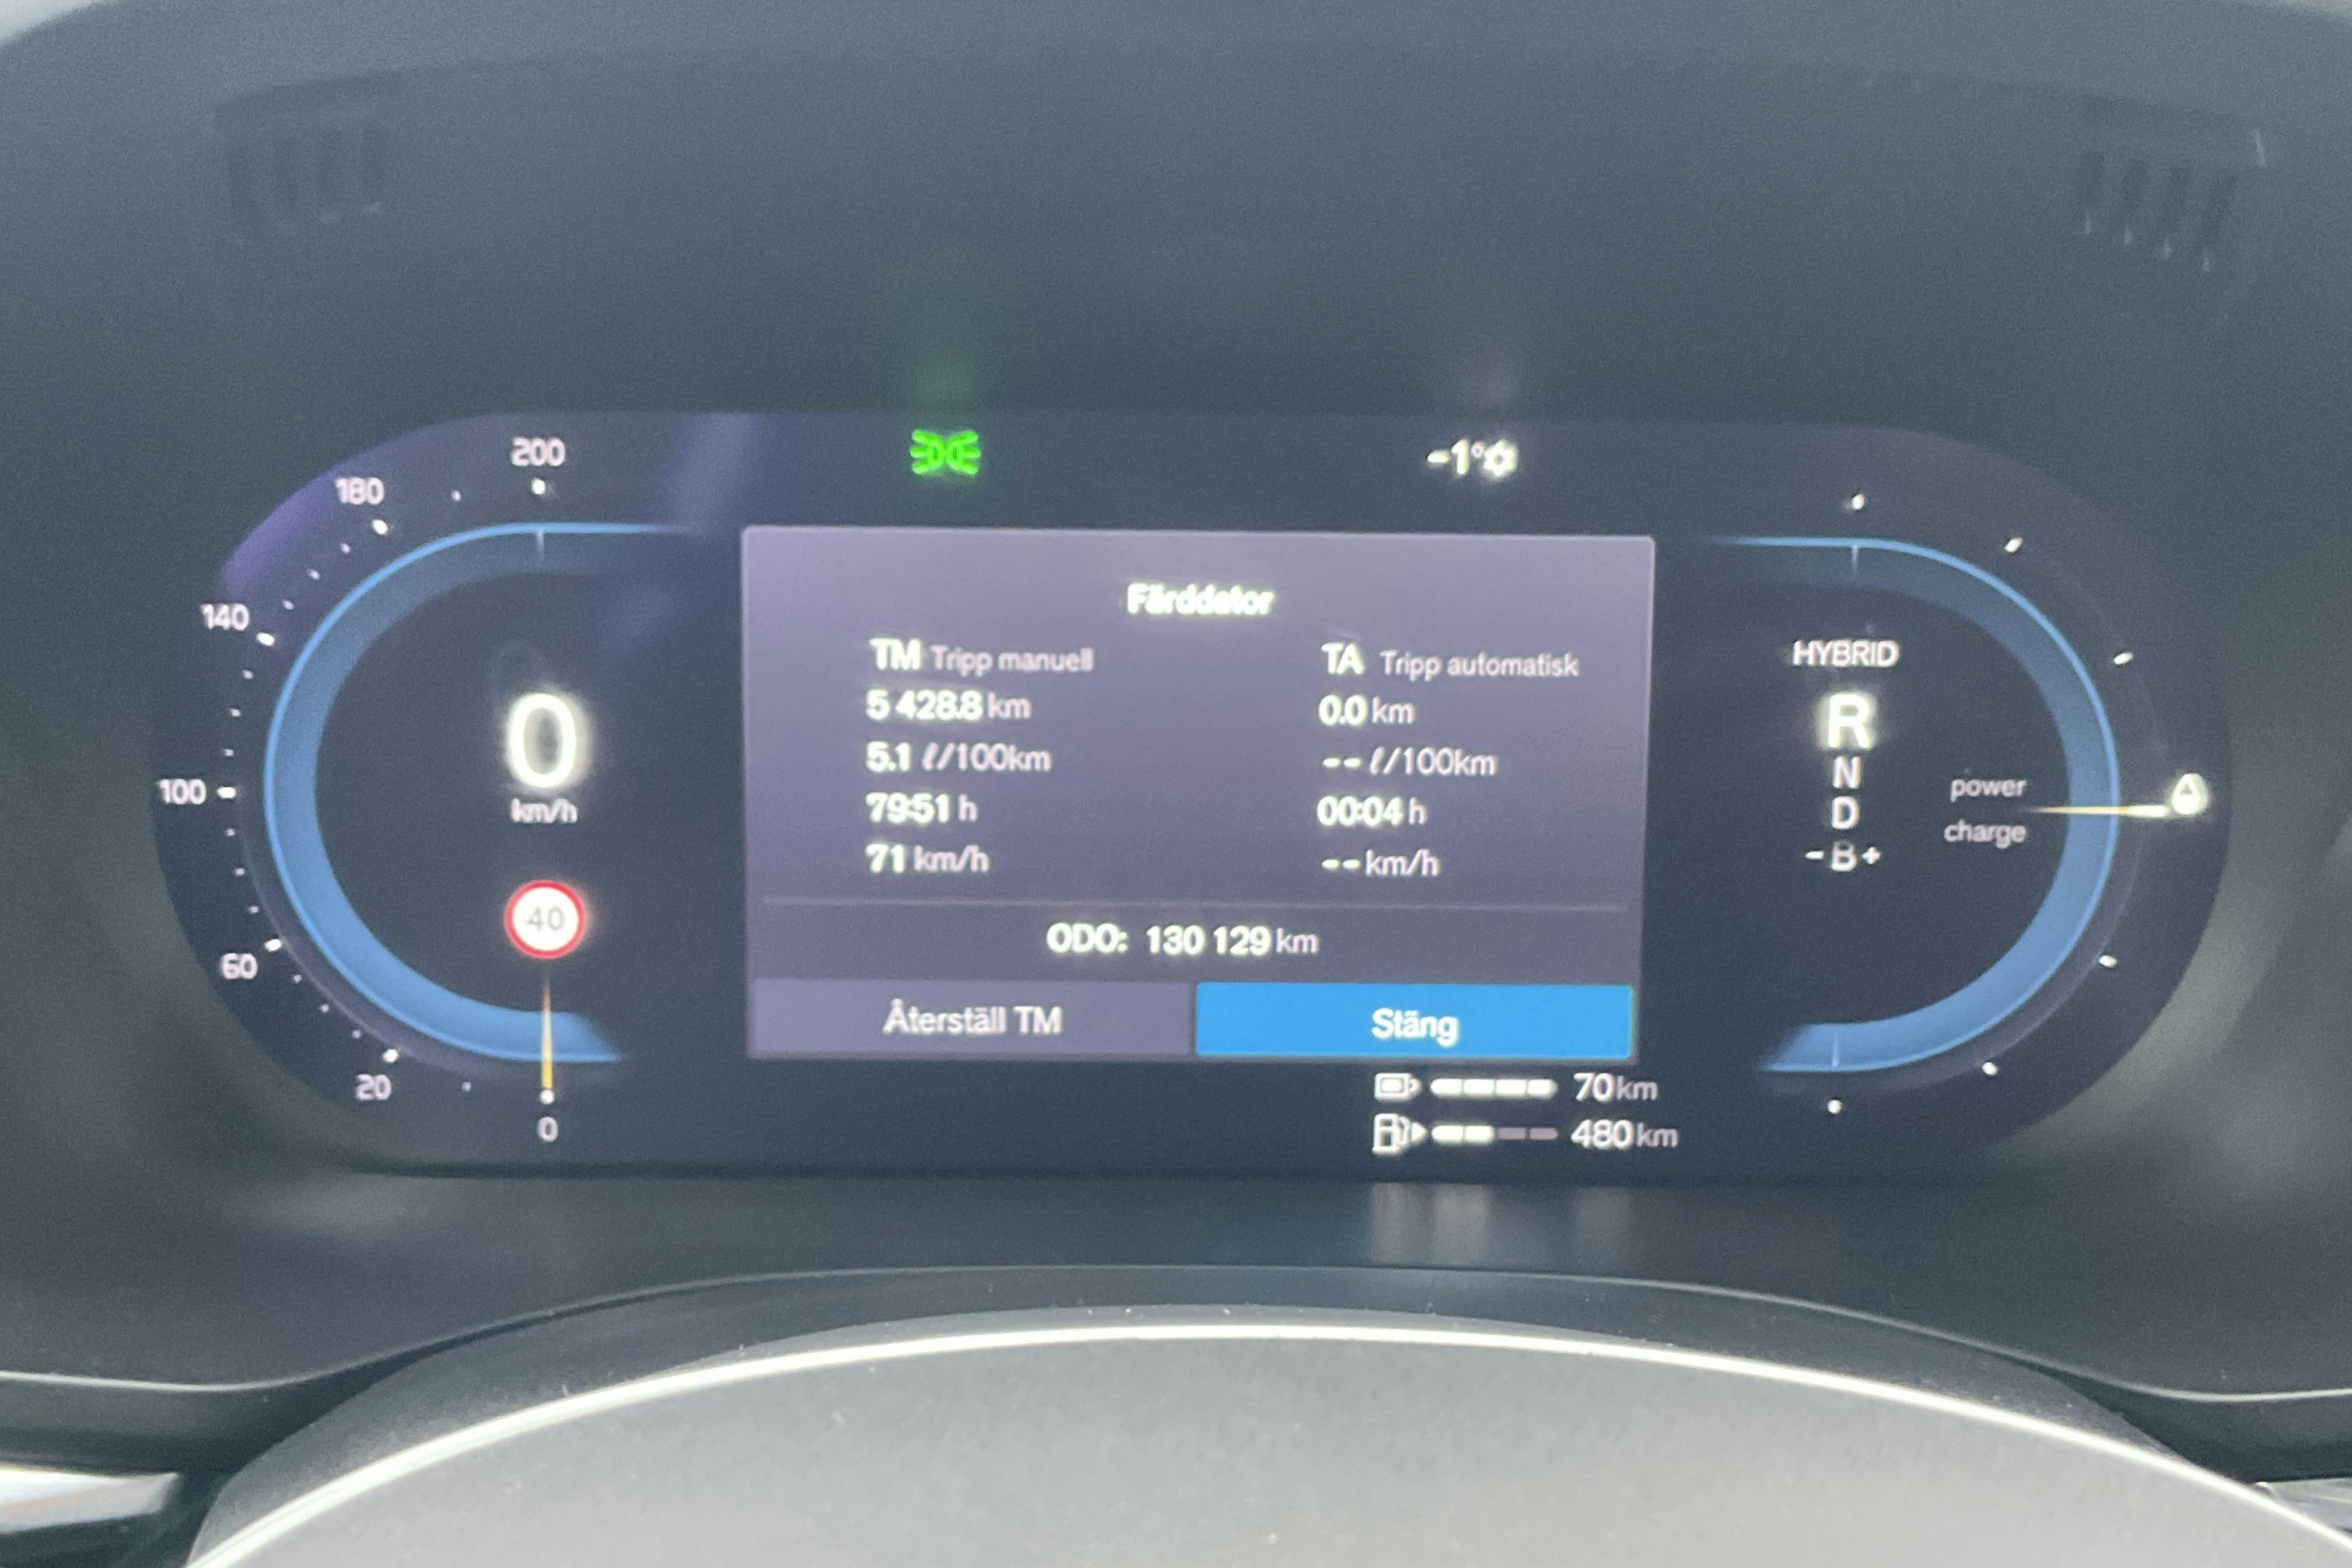 200
180
140
100
60
20
0
0
km/h
40
-1°
Färddator
TM Tripp manuell
5 428.8 km
5.1 ℓ/100km
79:51 h
71 km/h
TA Tripp automatisk
0.0 km
-- ℓ/100km
00:04 h
-- km/h
ODO: 130 129 km
Återställ TM
Stäng
70 km
480 km
HYBRID
R
N
D
- B +
power
charge